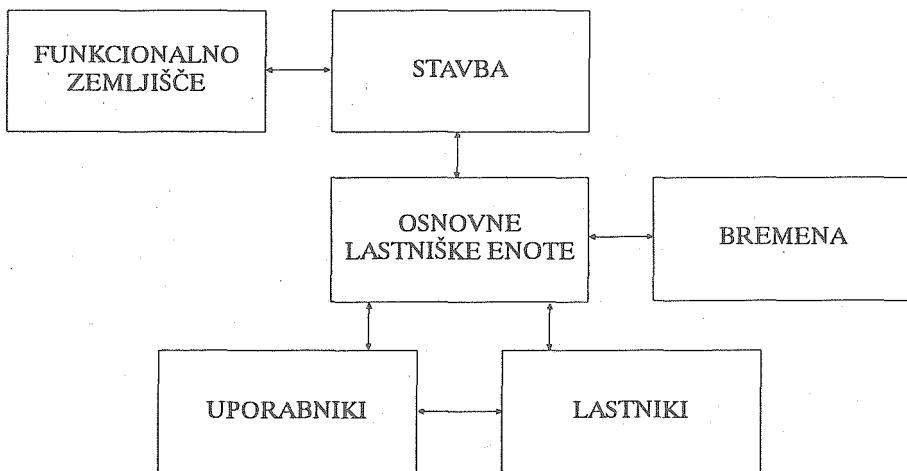 FUNKCIONALNO
ZEMLJIŠČE
STAVBA
OSNOVNE
LASTNIŠKE ENOTE
BREMENA
UPORABNIKI
LASTNIKI